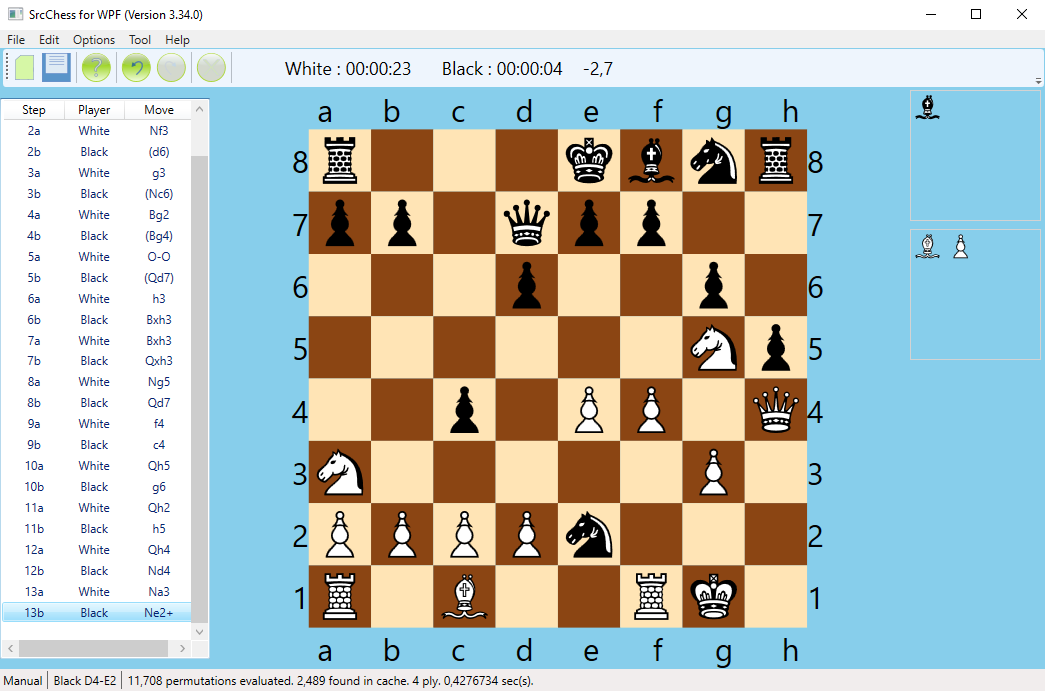 SrcChess for WPF (Version 3.34.0)
File Edit Options Tool Help
White : 00:00:23 Black : 00:00:04 -2,7
Step Player Move
2a White Nf3
2b Black (d6)
3a White g3
3b Black (Nc6)
4a White Bg2
4b Black (Bg4)
5a White O-O
5b Black (Qd7)
6a White h3
6b Black Bxh3
7a White Bxh3
7b Black Qxh3
8a White Ng5
8b Black Qd7
9a White f4
9b Black c4
10a White Qh5
10b Black g6
11a White Qh2
11b Black h5
12a White Qh4
12b Black Nd4
13a White Na3
13b Black Ne2+
a b c d e f g h
8 8
7 7
6 6
5 5
4 4
3 3
2 2
1 1
a b c d e f g h
Manual Black D4-E2 11,708 permutations evaluated. 2,489 found in cache. 4 ply. 0,4276734 sec(s).